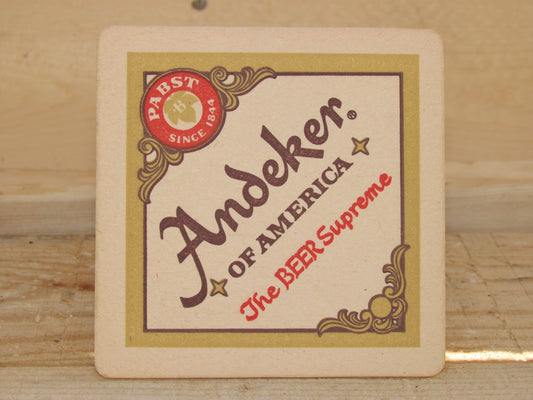 PABST
B
SINCE 1844
Andeker.®
OF AMERICA
The BEER Supreme